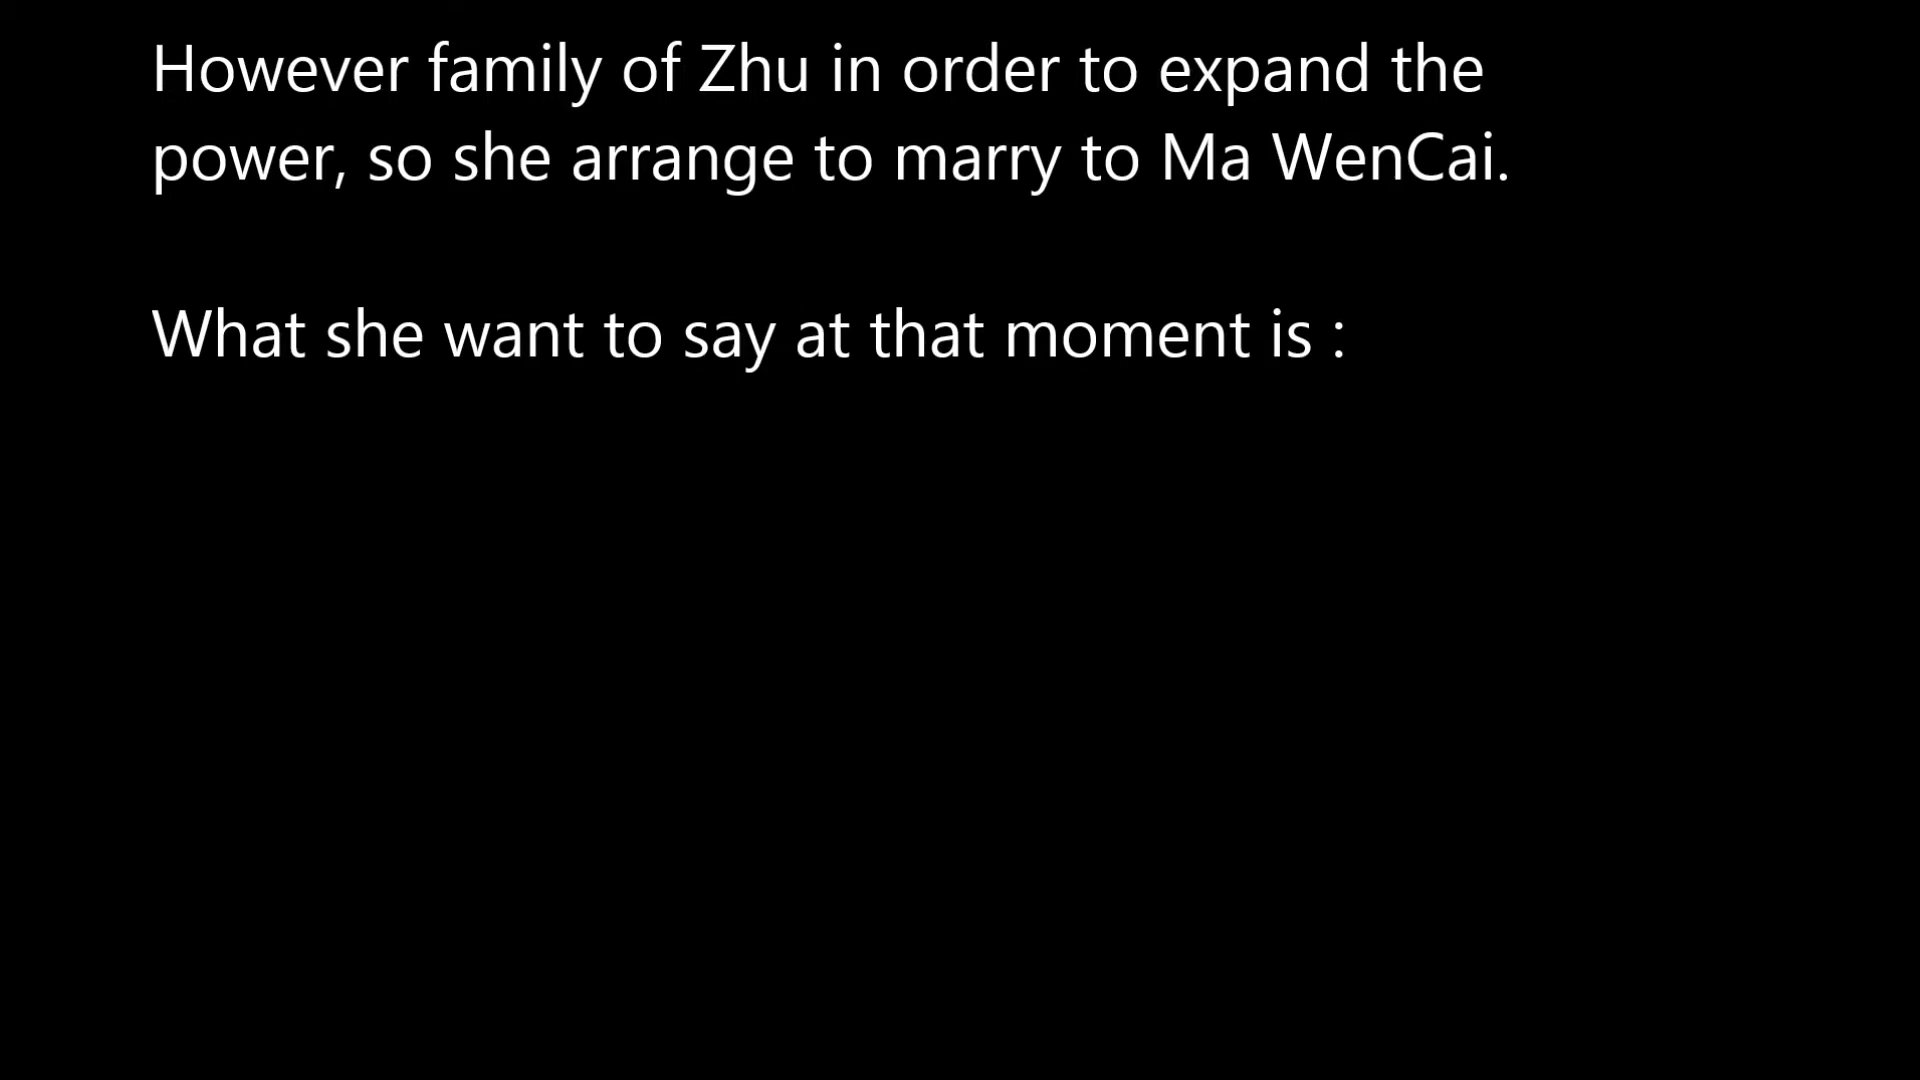 However family of Zhu in order to expand the
power, so she arrange to marry to Ma WenCai.
What she want to say at that moment is :